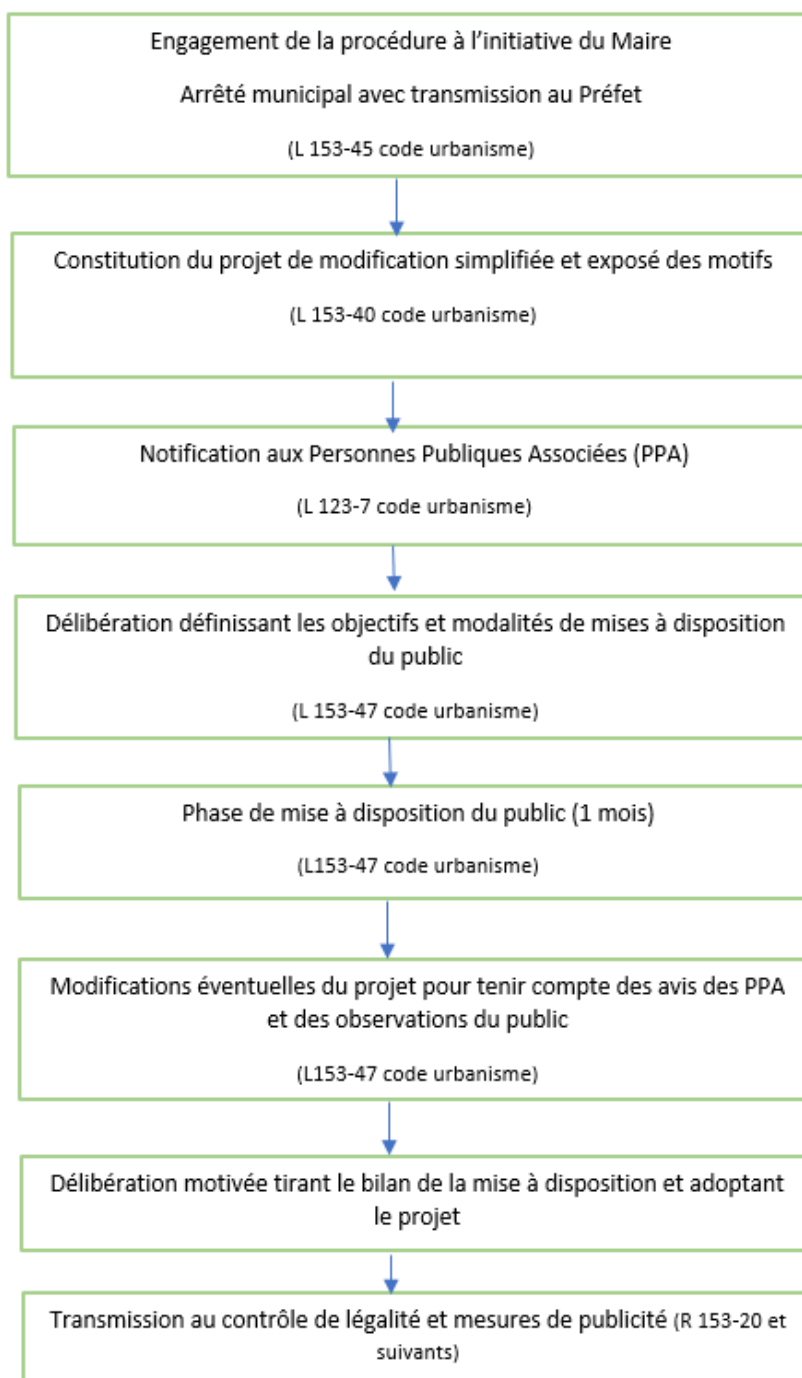 Engagement de la procédure à l’initiative du Maire
Arrêté municipal avec transmission au Préfet
(L 153-45 code urbanisme)
Constitution du projet de modification simplifiée et exposé des motifs
(L 153-40 code urbanisme)
Notification aux Personnes Publiques Associées (PPA)
(L 123-7 code urbanisme)
Délibération définissant les objectifs et modalités de mises à disposition
du public
(L 153-47 code urbanisme)
Phase de mise à disposition du public (1 mois)
(L153-47 code urbanisme)
Modifications éventuelles du projet pour tenir compte des avis des PPA
et des observations du public
(L153-47 code urbanisme)
Délibération motivée tirant le bilan de la mise à disposition et adoptant
le projet
Transmission au contrôle de légalité et mesures de publicité (R 153-20 et
suivants)